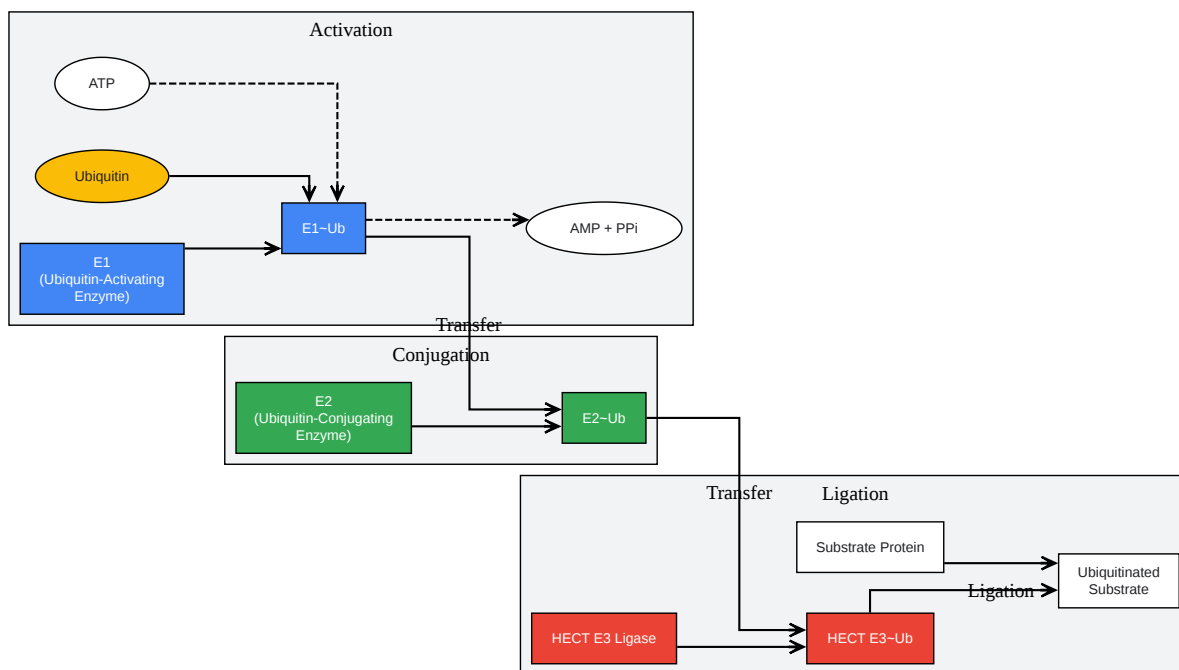 Activation
ATP
Ubiquitin
E1~Ub
AMP + PPi
E1
(Ubiquitin-Activating
Enzyme)
Transfer
Conjugation
E2
(Ubiquitin-Conjugating
Enzyme)
E2~Ub
Transfer
Ligation
Substrate Protein
Ubiquitinated
Substrate
Ligation
HECT E3 Ligase
HECT E3~Ub